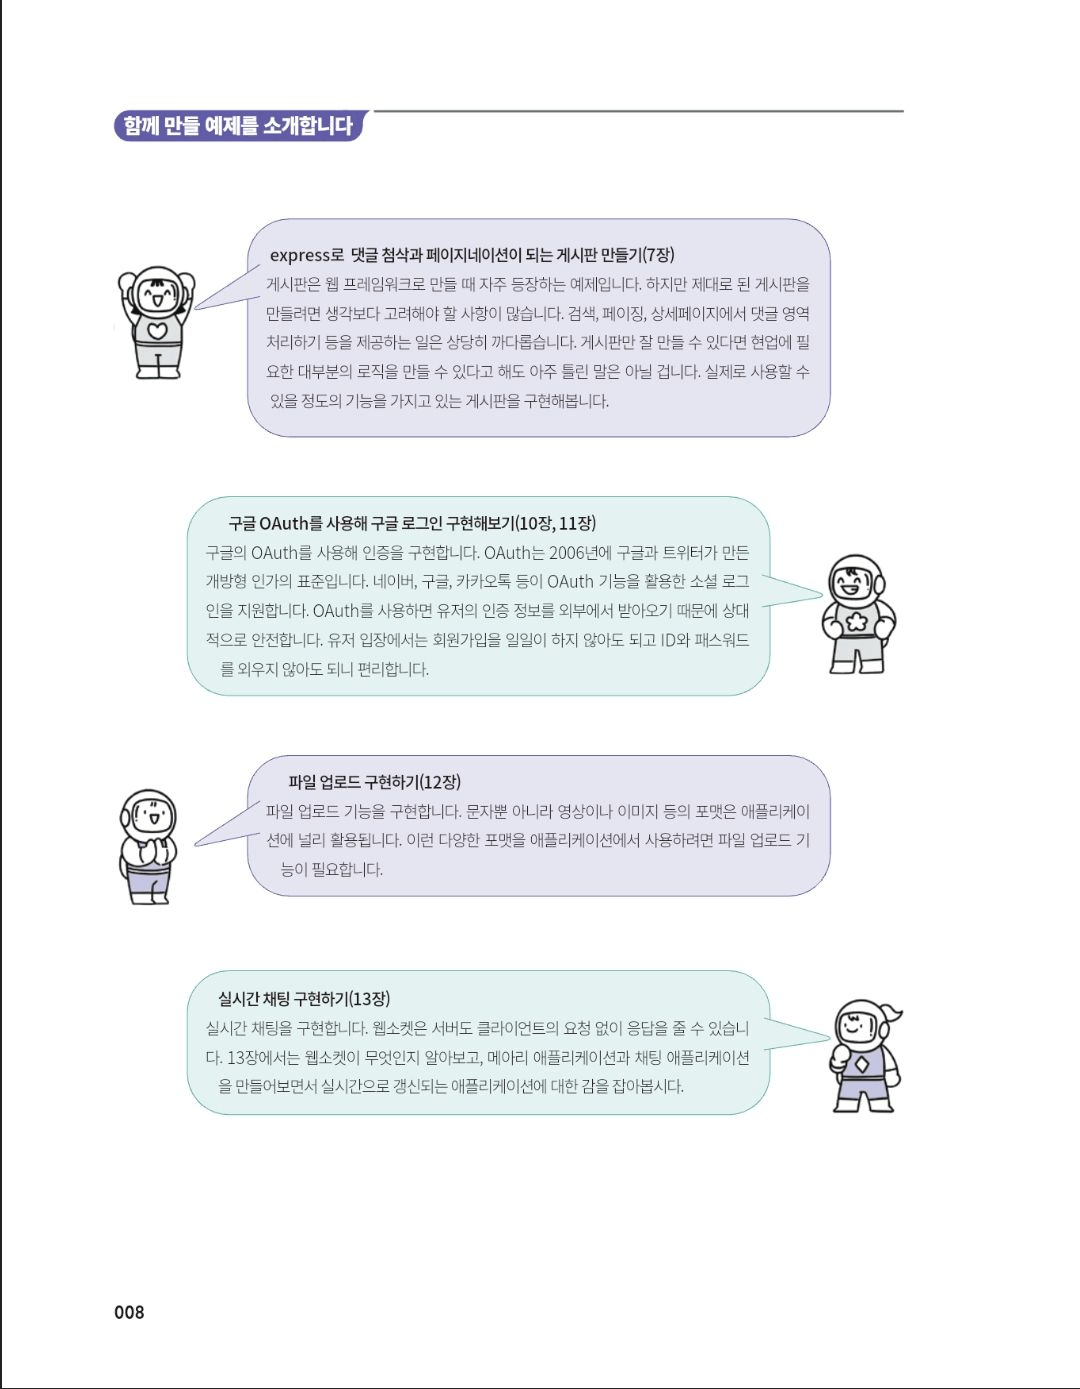 함께 만들 예제를 소개합니다
express로 댓글 첨삭과 페이지네이션이 되는 게시판 만들기(7장)
게시판은 웹 프레임워크로 만들 때 자주 등장하는 예제입니다. 하지만 제대로 된 게시판을
만들려면 생각보다 고려해야 할 사항이 많습니다. 검색, 페이징, 상세페이지에서 댓글 영역
처리하기 등을 제공하는 일은 상당히 까다롭습니다. 게시판만 잘 만들 수 있다면 현업에 필
요한 대부분의 로직을 만들 수 있다고 해도 아주 틀린 말은 아닐 겁니다. 실제로 사용할 수
있을 정도의 기능을 가지고 있는 게시판을 구현해봅니다.
구글 OAuth를 사용해 구글 로그인 구현해보기(10장, 11장)
구글의 OAuth를 사용해 인증을 구현합니다. OAuth는 2006년에 구글과 트위터가 만든
개방형 인가의 표준입니다. 네이버, 구글, 카카오톡 등이 OAuth 기능을 활용한 소셜 로그
인을 지원합니다. OAuth를 사용하면 유저의 인증 정보를 외부에서 받아오기 때문에 상대
적으로 안전합니다. 유저 입장에서는 회원가입을 일일이 하지 않아도 되고 ID와 패스워드
를 외우지 않아도 되니 편리합니다.
파일 업로드 구현하기(12장)
파일 업로드 기능을 구현합니다. 문자뿐 아니라 영상이나 이미지 등의 포맷은 애플리케이
션에 널리 활용됩니다. 이런 다양한 포맷을 애플리케이션에서 사용하려면 파일 업로드 기
능이 필요합니다.
실시간 채팅 구현하기(13장)
실시간 채팅을 구현합니다. 웹소켓은 서버도 클라이언트의 요청 없이 응답을 줄 수 있습니
다. 13장에서는 웹소켓이 무엇인지 알아보고, 메아리 애플리케이션과 채팅 애플리케이션
을 만들어보면서 실시간으로 갱신되는 애플리케이션에 대한 감을 잡아봅시다.
008